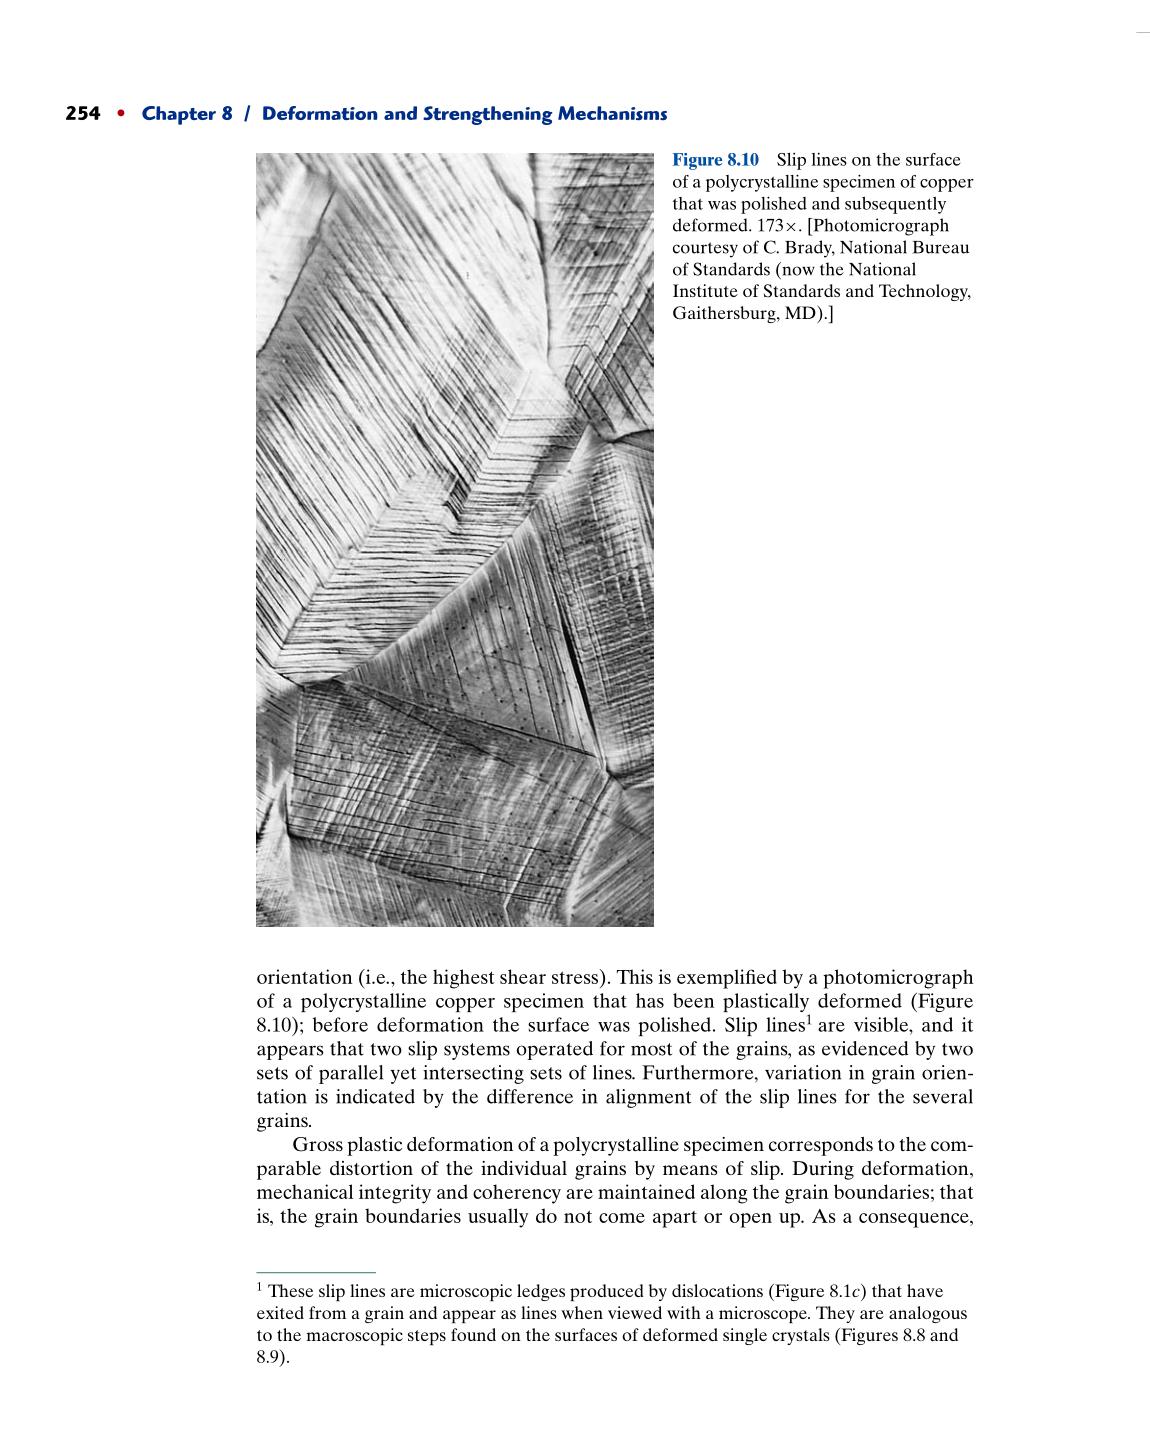 254 • Chapter 8 / Deformation and Strengthening Mechanisms
Figure 8.10 Slip lines on the surface
of a polycrystalline specimen of copper
that was polished and subsequently
deformed. 173×. [Photomicrograph
courtesy of C. Brady, National Bureau
of Standards (now the National
Institute of Standards and Technology,
Gaithersburg, MD).]
orientation (i.e., the highest shear stress). This is exemplified by a photomicrograph
of a polycrystalline copper specimen that has been plastically deformed (Figure
8.10); before deformation the surface was polished. Slip lines¹ are visible, and it
appears that two slip systems operated for most of the grains, as evidenced by two
sets of parallel yet intersecting sets of lines. Furthermore, variation in grain orien-
tation is indicated by the difference in alignment of the slip lines for the several
grains.
Gross plastic deformation of a polycrystalline specimen corresponds to the com-
parable distortion of the individual grains by means of slip. During deformation,
mechanical integrity and coherency are maintained along the grain boundaries; that
is, the grain boundaries usually do not come apart or open up. As a consequence,
¹ These slip lines are microscopic ledges produced by dislocations (Figure 8.1c) that have
exited from a grain and appear as lines when viewed with a microscope. They are analogous
to the macroscopic steps found on the surfaces of deformed single crystals (Figures 8.8 and
8.9).